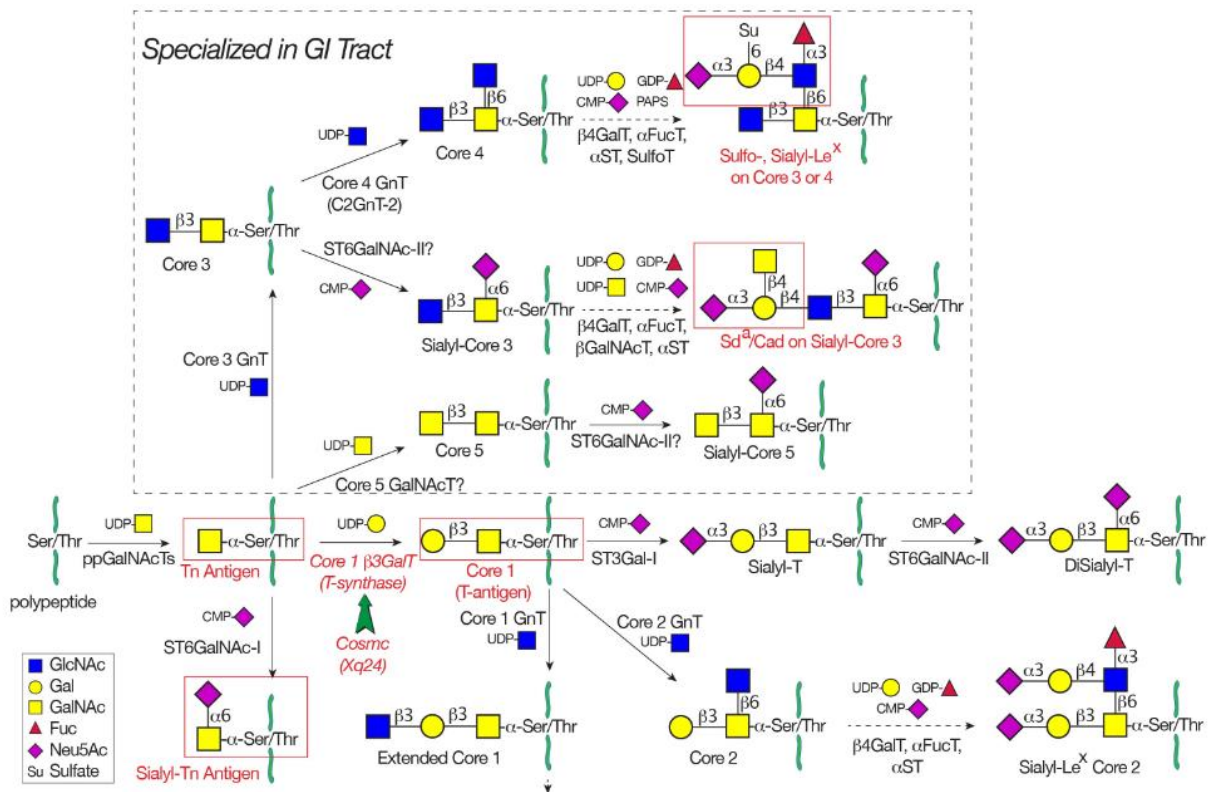 Specialized in GI Tract
Su
6
α3
α3
β4
β6
β3
α-Ser/Thr
Sulfo-, Sialyl-Le^x
on Core 3 or 4
UDP-
GDP-
CMP-
PAPS
β4GalT, αFucT,
αST, SulfoT
β6
β3
α-Ser/Thr
Core 4
UDP-
Core 4 GnT
(C2GnT-2)
β3
α-Ser/Thr
Core 3
ST6GalNAc-II?
CMP-
α6
β3
α-Ser/Thr
Sialyl-Core 3
UDP-
GDP-
UDP-
CMP-
β4GalT, αFucT,
βGalNAcT, αST
β4
α3
β4
β3
α6
α-Ser/Thr
Sd^a/Cad on Sialyl-Core 3
Core 3 GnT
UDP-
UDP-
Core 5 GalNAcT?
β3
α-Ser/Thr
Core 5
CMP-
ST6GalNAc-II?
α6
β3
α-Ser/Thr
Sialyl-Core 5
Ser/Thr
polypeptide
UDP-
ppGalNAcTs
α-Ser/Thr
Tn Antigen
UDP-
Core 1 β3GalT
(T-synthase)
Cosmc
(Xq24)
β3
α-Ser/Thr
Core 1
(T-antigen)
CMP-
ST3Gal-I
α3
β3
α-Ser/Thr
Sialyl-T
CMP-
ST6GalNAc-II
α6
α3
β3
α-Ser/Thr
DiSialyl-T
CMP-
ST6GalNAc-I
α6
α-Ser/Thr
Sialyl-Tn Antigen
Core 1 GnT
UDP-
β3
β3
α-Ser/Thr
Extended Core 1
Core 2 GnT
UDP-
β6
β3
α-Ser/Thr
Core 2
UDP-
GDP-
CMP-
β4GalT, αFucT,
αST
α3
α3
β4
β6
α3
β3
α-Ser/Thr
Sialyl-Le^x Core 2
GlcNAc
Gal
GalNAc
Fuc
Neu5Ac
Su Sulfate